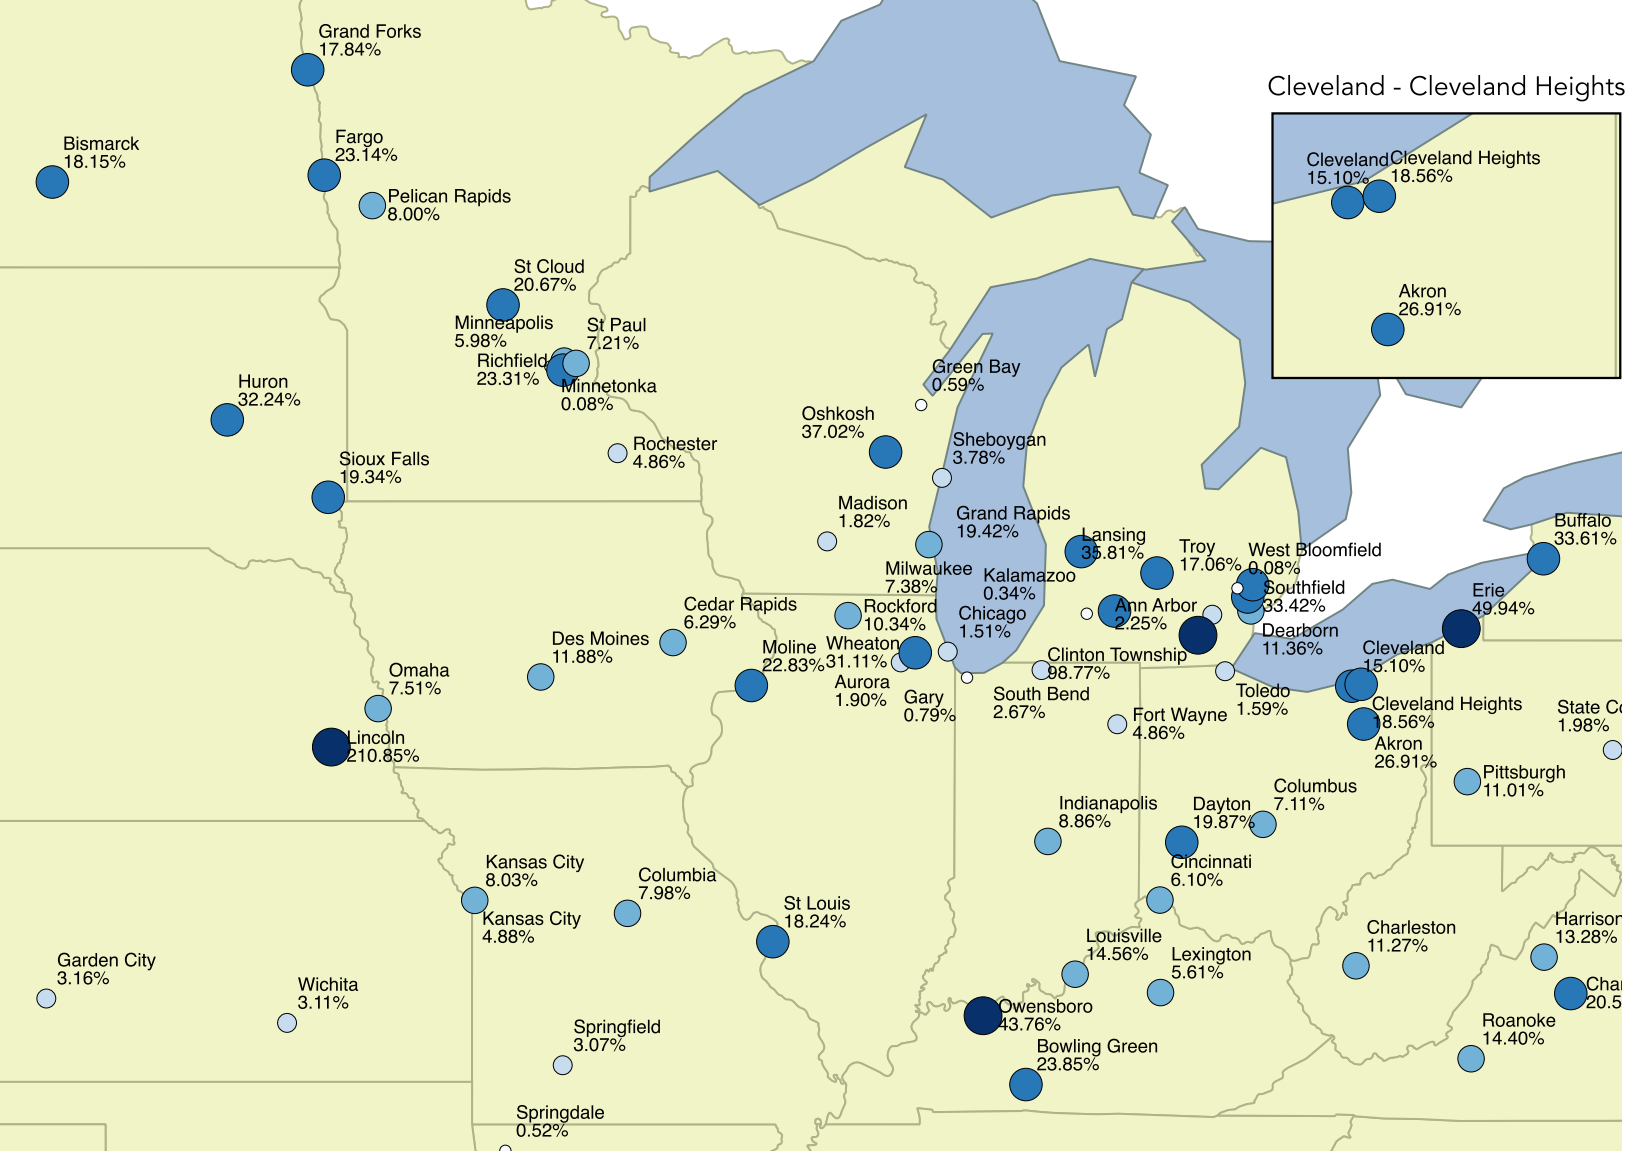 Grand Forks
17.84%
Cleveland - Cleveland Heights
Bismarck
18.15%
Fargo
23.14%
Pelican Rapids
8.00%
Cleveland
15.10%
Cleveland Heights
18.56%
Akron
26.91%
St Cloud
20.67%
Minneapolis
5.98%
St Paul
7.21%
Richfield
23.31%
Minnetonka
0.08%
Huron
32.24%
Green Bay
0.59%
Oshkosh
37.02%
Rochester
4.86%
Sheboygan
3.78%
Sioux Falls
19.34%
Madison
1.82%
Grand Rapids
19.42%
Lansing
35.81%
Troy
17.06%
West Bloomfield
0.08%
Buffalo
33.61%
Milwaukee
7.38%
Kalamazoo
0.34%
Southfield
33.42%
Erie
49.94%
Cedar Rapids
6.29%
Rockford
10.34%
Chicago
1.51%
Ann Arbor
2.25%
Dearborn
11.36%
Des Moines
11.88%
Moline
22.83%
Wheaton
31.11%
Clinton Township
98.77%
Cleveland
15.10%
Omaha
7.51%
Aurora
1.90%
Gary
0.79%
South Bend
2.67%
Toledo
1.59%
Fort Wayne
4.86%
Cleveland Heights
18.56%
State Co
1.98%
Lincoln
210.85%
Akron
26.91%
Pittsburgh
11.01%
Indianapolis
8.86%
Dayton
19.87%
Columbus
7.11%
Kansas City
8.03%
Columbia
7.98%
Cincinnati
6.10%
Kansas City
4.88%
St Louis
18.24%
Louisville
14.56%
Lexington
5.61%
Charleston
11.27%
Harrison
13.28%
Garden City
3.16%
Wichita
3.11%
Char
20.5
Owensboro
43.76%
Springfield
3.07%
Bowling Green
23.85%
Roanoke
14.40%
Springdale
0.52%